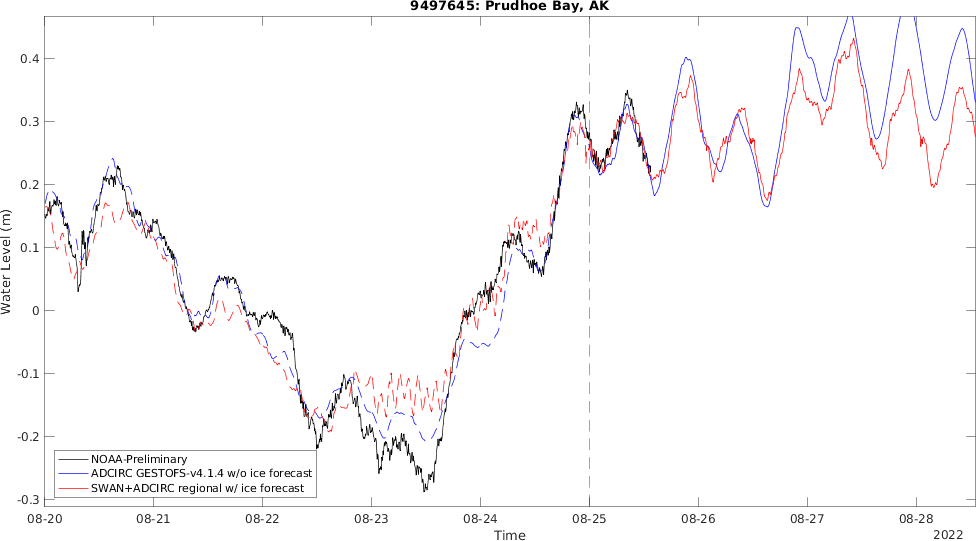 9497645: Prudhoe Bay, AK
Water Level (m)
0.4
0.3
0.2
0.1
0
-0.1
-0.2
-0.3
NOAA-Preliminary
ADCIRC GESTOFS-v4.1.4 w/o ice forecast
SWAN+ADCIRC regional w/ ice forecast
08-20 08-21 08-22 08-23 08-24 08-25 08-26 08-27 08-28
Time
2022